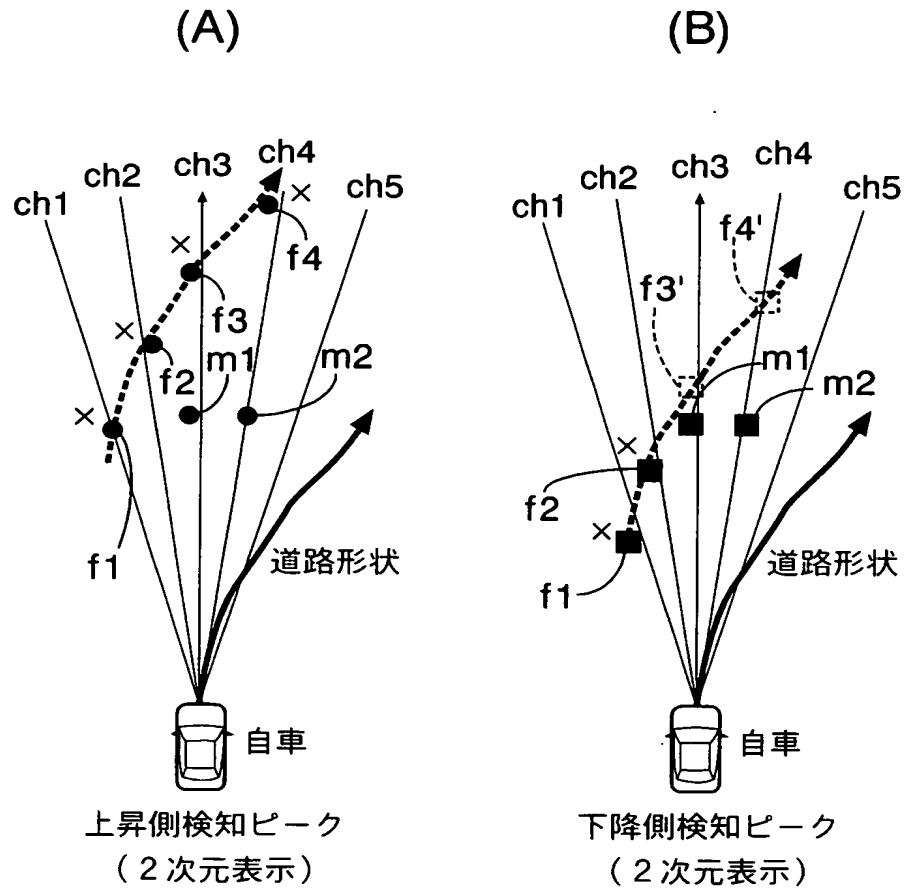 (A)
ch1
ch2
ch3
ch4
ch5
×
f4
×
f3
×
f2
m1
m2
×
f1
道路形状
自車
上昇側検知ピーク
(2次元表示)
(B)
ch1
ch2
ch3
ch4
ch5
f4'
f3'
m1
m2
×
f2
×
f1
道路形状
自車
下降側検知ピーク
(2次元表示)